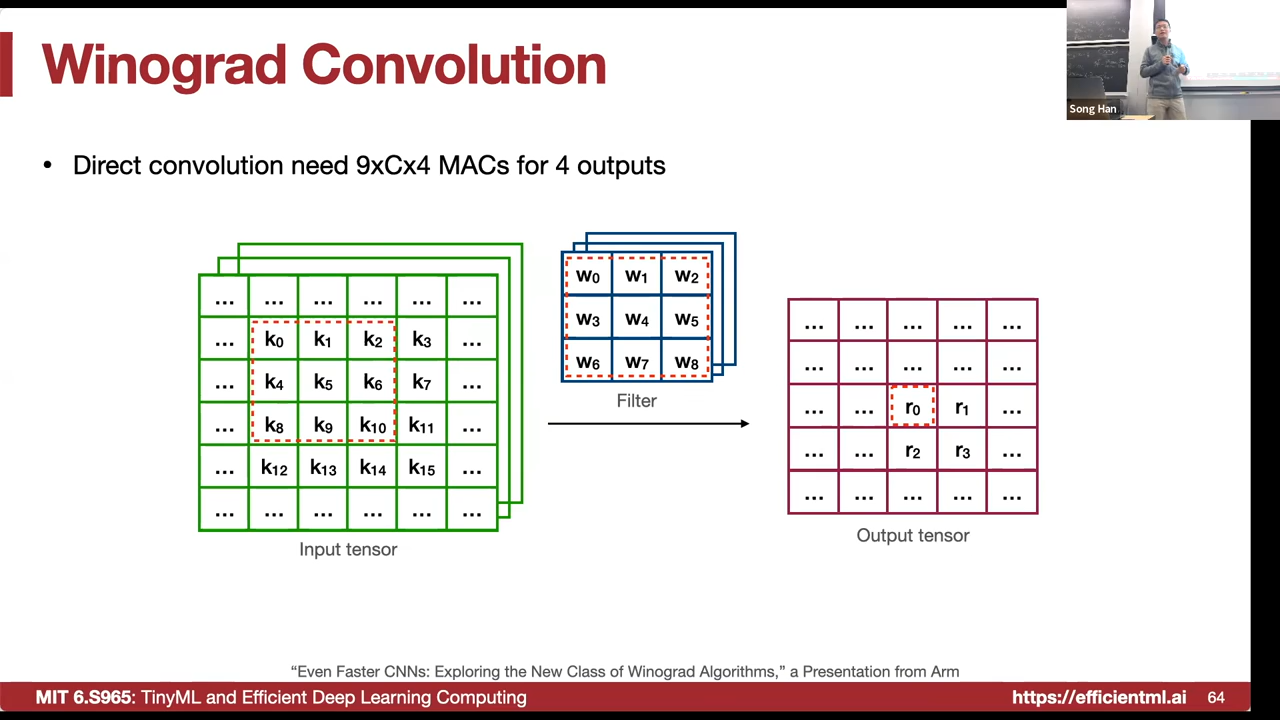 Winograd Convolution
Song Han
• Direct convolution need 9xCx4 MACs for 4 outputs
... ... ... ... ... ...
... k0 k1 k2 k3 ...
... k4 k5 k6 k7 ...
... k8 k9 k10 k11 ...
... k12 k13 k14 k15 ...
... ... ... ... ... ...
Input tensor
w0 w1 w2
w3 w4 w5
w6 w7 w8
Filter
... ... ... ... ...
... ... ... ... ...
... ... r0 r1 ...
... ... r2 r3 ...
... ... ... ... ...
Output tensor
“Even Faster CNNs: Exploring the New Class of Winograd Algorithms,” a Presentation from Arm
MIT 6.S965: TinyML and Efficient Deep Learning Computing
https://efficientml.ai 64